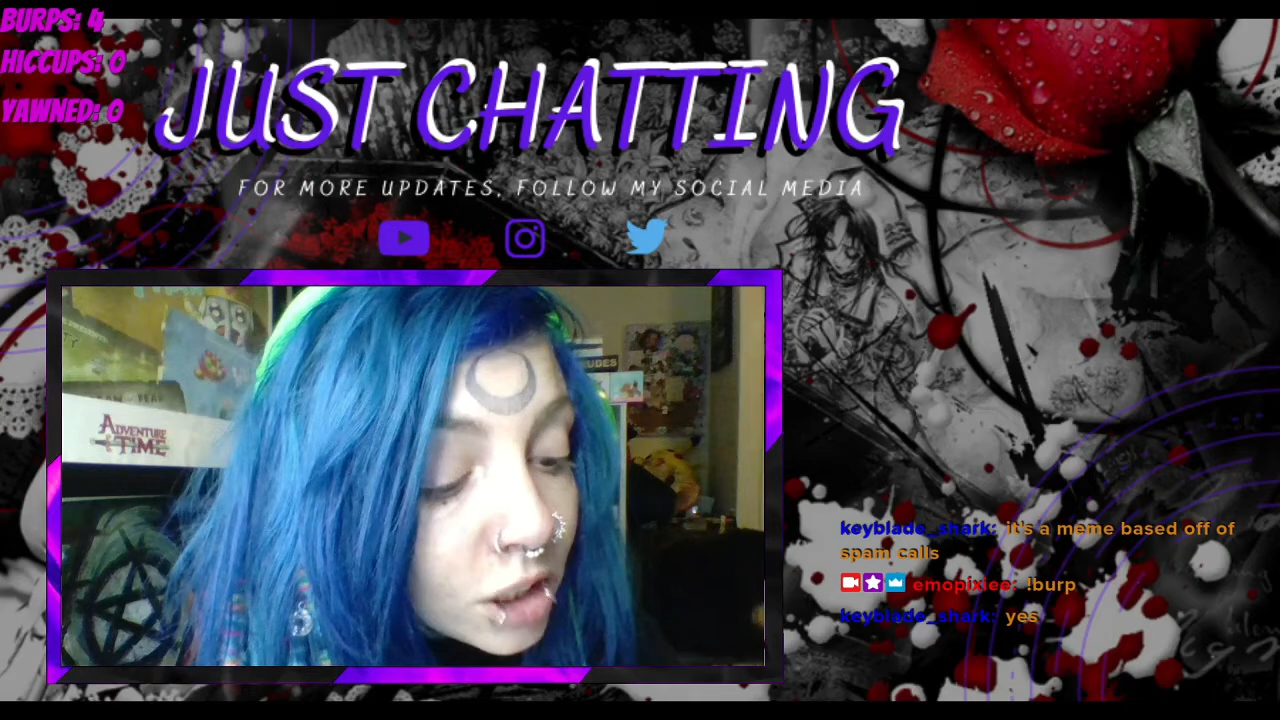 BURPS: 4
HICCUPS: 0
YAWNED: 0
JUST CHATTING
FOR MORE UPDATES, FOLLOW MY SOCIAL MEDIA
ADVENTURE
TIME
keyblade_shark: it's a meme based off of
spam calls
emopixiee: !burp
keyblade_shark: yes